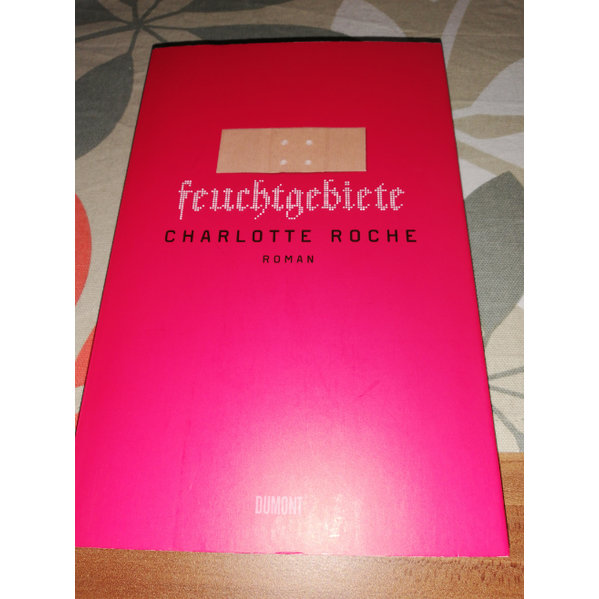 feuchtgebiete
CHARLOTTE ROCHE
ROMAN
DUMONT